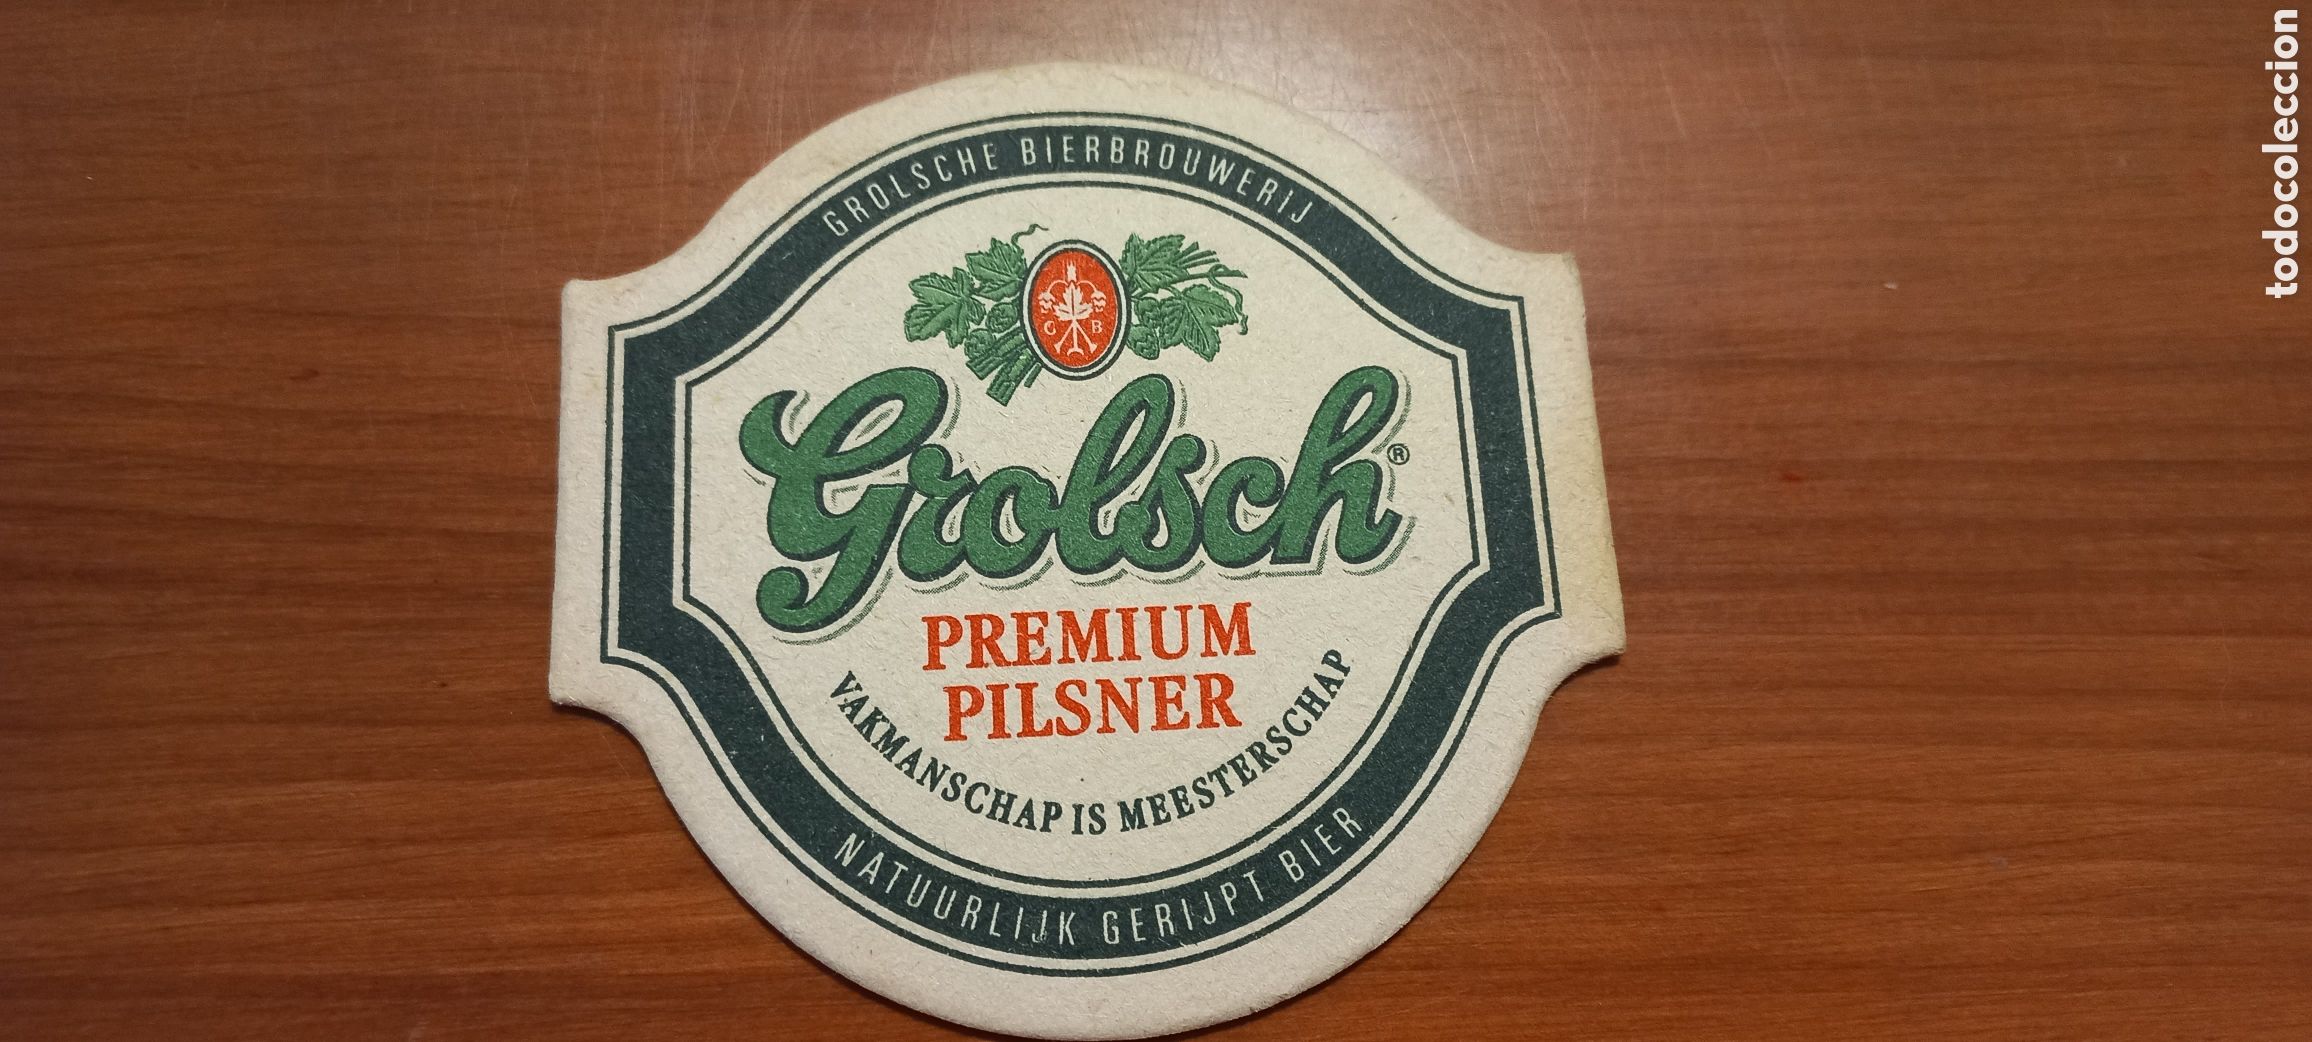 GROLSCHE BIERBROUWERIJ
G B
Grolsch®
PREMIUM
PILSNER
VAKMANSCHAP IS MEESTERSCHAP
NATUURLIJK GERIJPT BIER
todocoleccion